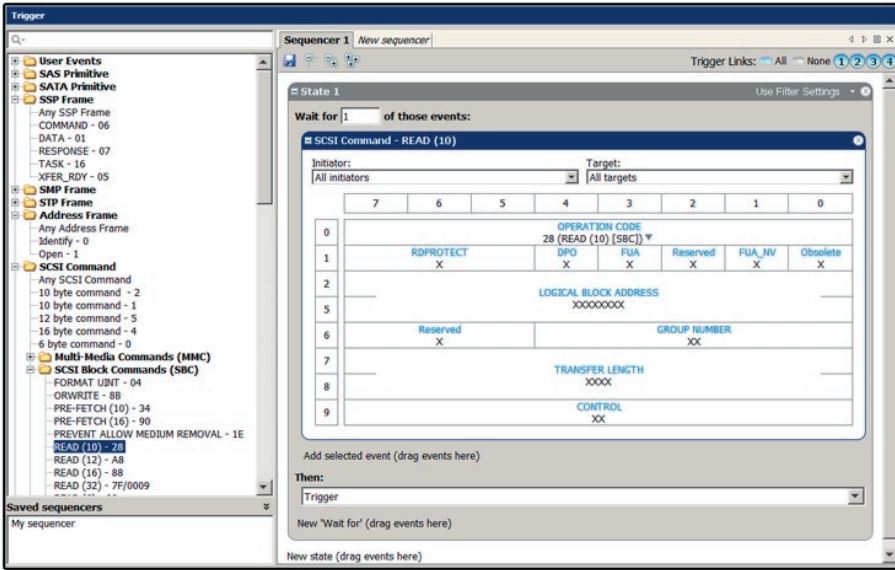 Trigger
User Events
SAS Primitive
SATA Primitive
SSP Frame
Any SSP Frame
COMMAND - 06
DATA - 01
RESPONSE - 07
TASK - 16
XFER_RDY - 05
SMP Frame
STP Frame
Address Frame
Any Address Frame
Identify - 0
Open - 1
SCSI Command
Any SCSI Command
10 byte command - 2
10 byte command - 1
12 byte command - 5
16 byte command - 4
6 byte command - 0
Multi-Media Commands (MMC)
SCSI Block Commands (SBC)
FORMAT UINT - 04
ORWRITE - 8B
PRE-FETCH (10) - 34
PRE-FETCH (16) - 90
PREVENT ALLOW MEDIUM REMOVAL - 1E
READ (10) - 28
READ (12) - A8
READ (16) - 88
READ (32) - 7F/0009
Saved sequencers
My sequencer
Sequencer 1 New sequencer
Trigger Links: All None 1 2 3 4
State 1 Use Filter Settings
Wait for 1 of those events:
SCSI Command - READ (10)
Initiator: Target:
All initiators All targets
7 6 5 4 3 2 1 0
0 OPERATION CODE
28 (READ (10) [SBC])
1 RDPROTECT DPO FUA Reserved FUA_NV Obsolete
X X X X X X
2
LOGICAL BLOCK ADDRESS
XXXXXXXX
5
6 Reserved GROUP NUMBER
X XX
7
TRANSFER LENGTH
XXXX
8
9 CONTROL
XX
Add selected event (drag events here)
Then:
Trigger
New 'Wait for' (drag events here)
New state (drag events here)